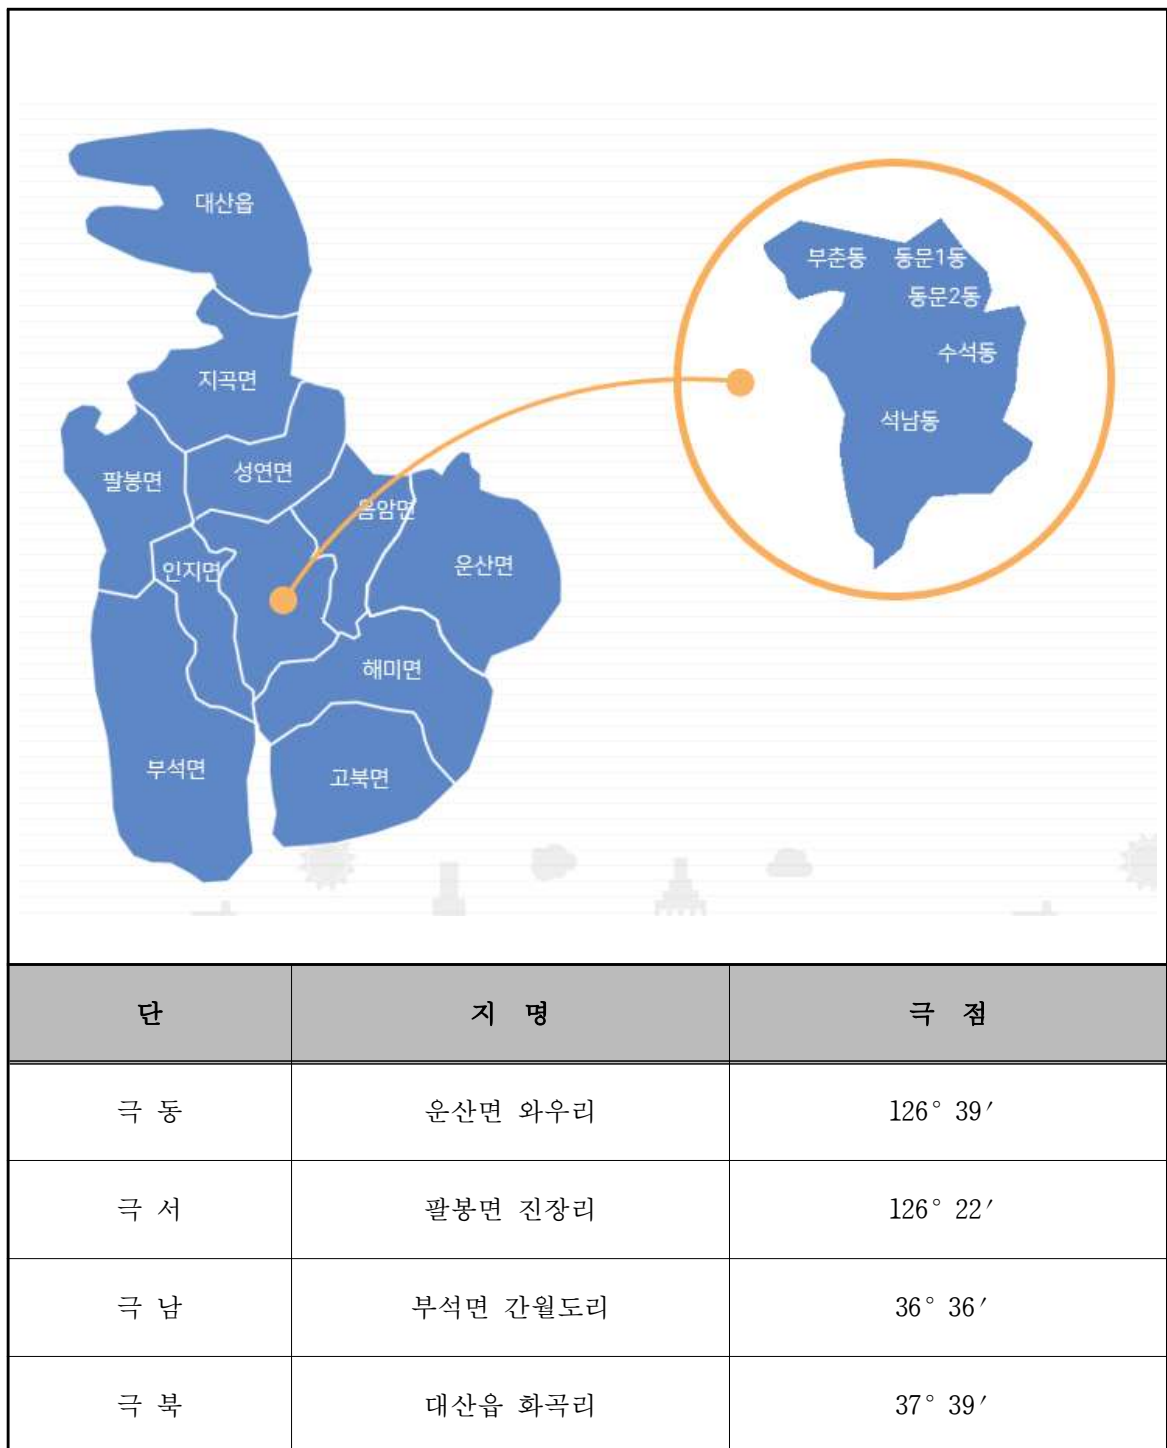 대산읍
부춘동 동문1동
동문2동
수석동
지곡면
석남동
성연면
팔봉면
음암면
운산면
인지면
해미면
부석면
고북면
단 지 명 극 점
극 동 운산면 와우리 126° 39′
극 서 팔봉면 진장리 126° 22′
극 남 부석면 간월도리 36° 36′
극 북 대산읍 화곡리 37° 39′